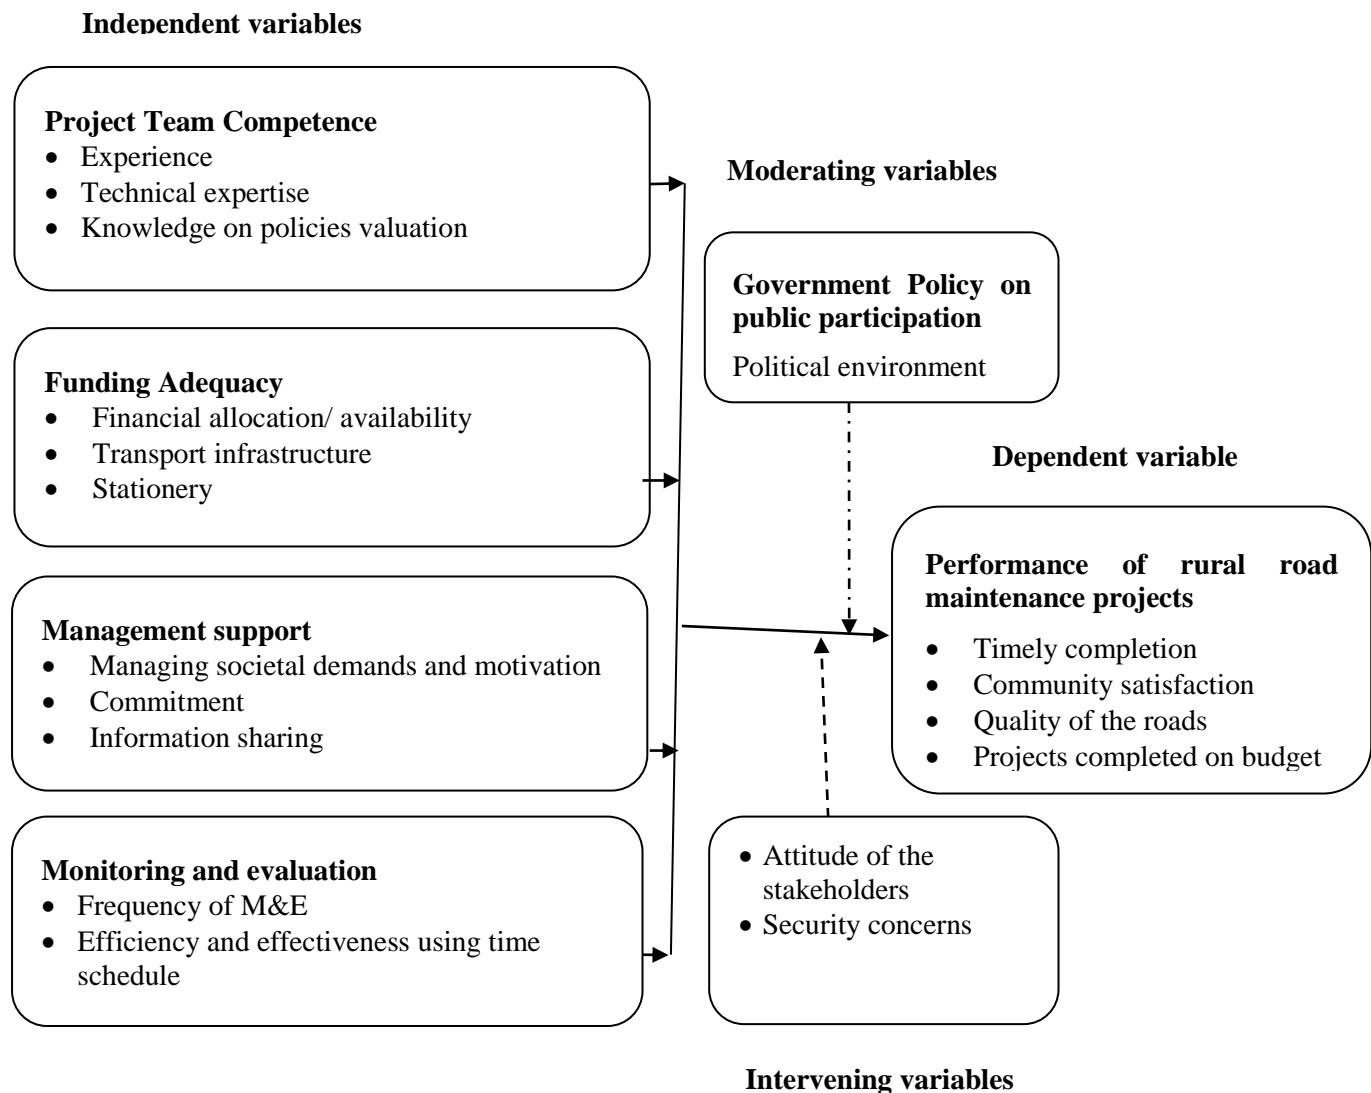 Independent variables
Project Team Competence
• Experience
• Technical expertise
• Knowledge on policies valuation
Funding Adequacy
• Financial allocation/ availability
• Transport infrastructure
• Stationery
Management support
• Managing societal demands and motivation
• Commitment
• Information sharing
Monitoring and evaluation
• Frequency of M&E
• Efficiency and effectiveness using time
schedule
Moderating variables
Government Policy on
public participation
Political environment
Dependent variable
Performance of rural road
maintenance projects
• Timely completion
• Community satisfaction
• Quality of the roads
• Projects completed on budget
• Attitude of the
stakeholders
• Security concerns
Intervening variables